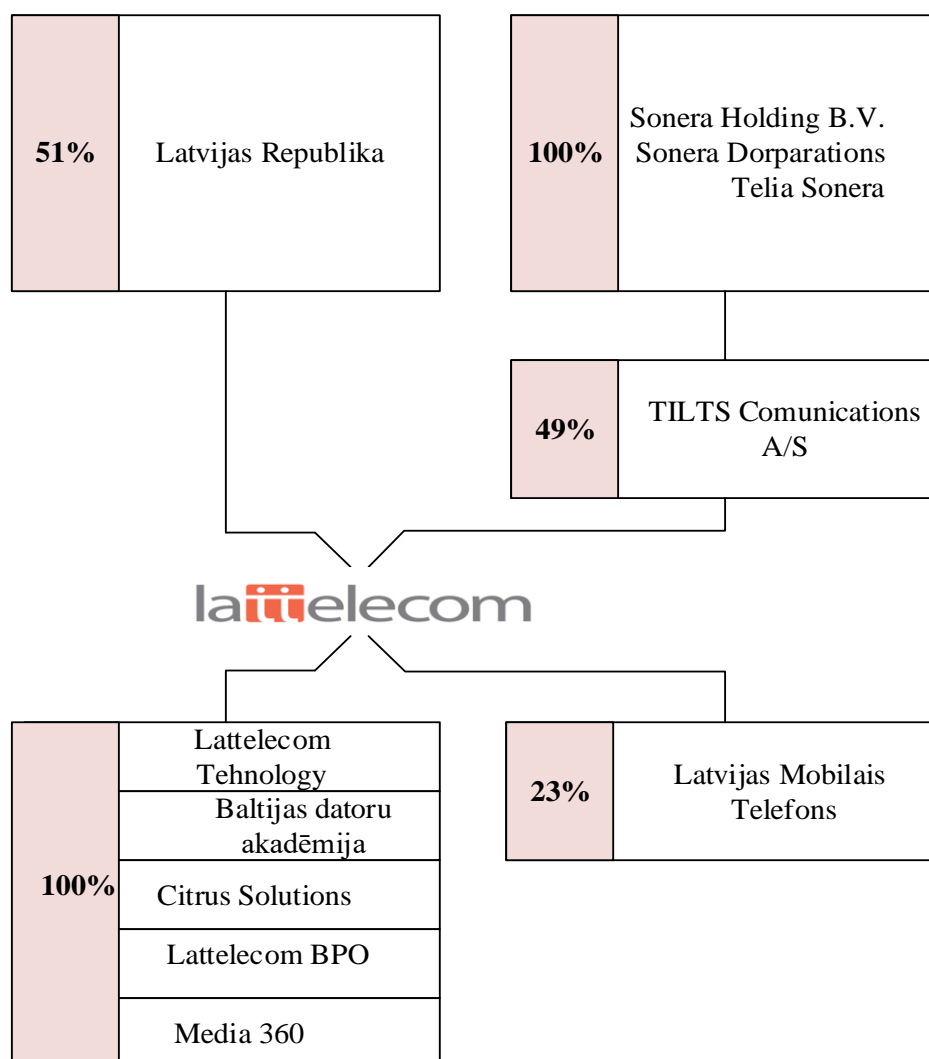 51%
Latvijas Republika
100%
Sonera Holding B.V.
Sonera Dorparations
Telia Sonera
49%
TILTS Comunications
A/S
lattelecom
100%
Lattelecom
Tehnology
Baltijas datoru
akadēmija
Citrus Solutions
Lattelecom BPO
Media 360
23%
Latvijas Mobilais
Telefons